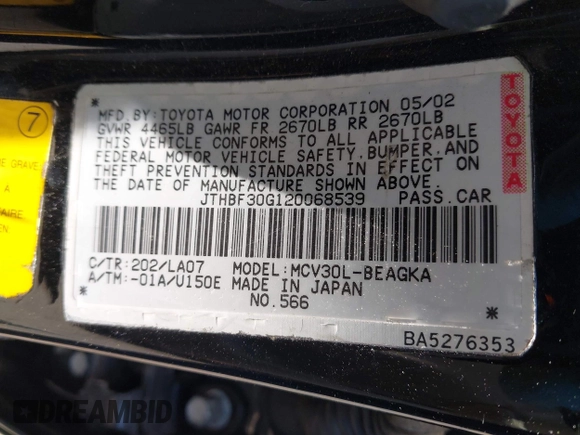 7
E GRAVE
MFD.BY:TOYOTA MOTOR CORPORATION 05/02
GVWR 4465LB GAWR FR 2670LB RR 2670LB
THIS VEHICLE CONFORMS TO ALL APPLICABLE
FEDERAL MOTOR VEHICLE SAFETY,BUMPER,AND
THEFT PREVENTION STANDARDS IN EFFECT ON
THE DATE OF MANUFACTURE SHOWN ABOVE.
JTHBF30G120068539 PASS.CAR
TOYOTA
C/TR:202/LA07 MODEL:MCV30L-BEAGKA
A/TM:-01A/U150E MADE IN JAPAN
NO.566
BA5276353
DREAMBID